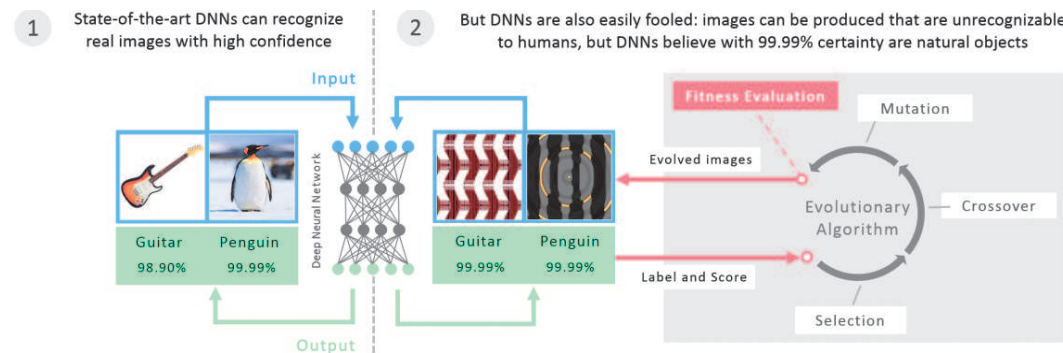 1
State-of-the-art DNNs can recognize
real images with high confidence
2
But DNNs are also easily fooled: images can be produced that are unrecognizable
to humans, but DNNs believe with 99.99% certainty are natural objects
Input
Deep Neural Network
Guitar Penguin
98.90% 99.99%
Output
Guitar Penguin
99.99% 99.99%
Evolved images
Label and Score
Fitness Evaluation
Mutation
Crossover
Evolutionary
Algorithm
Selection